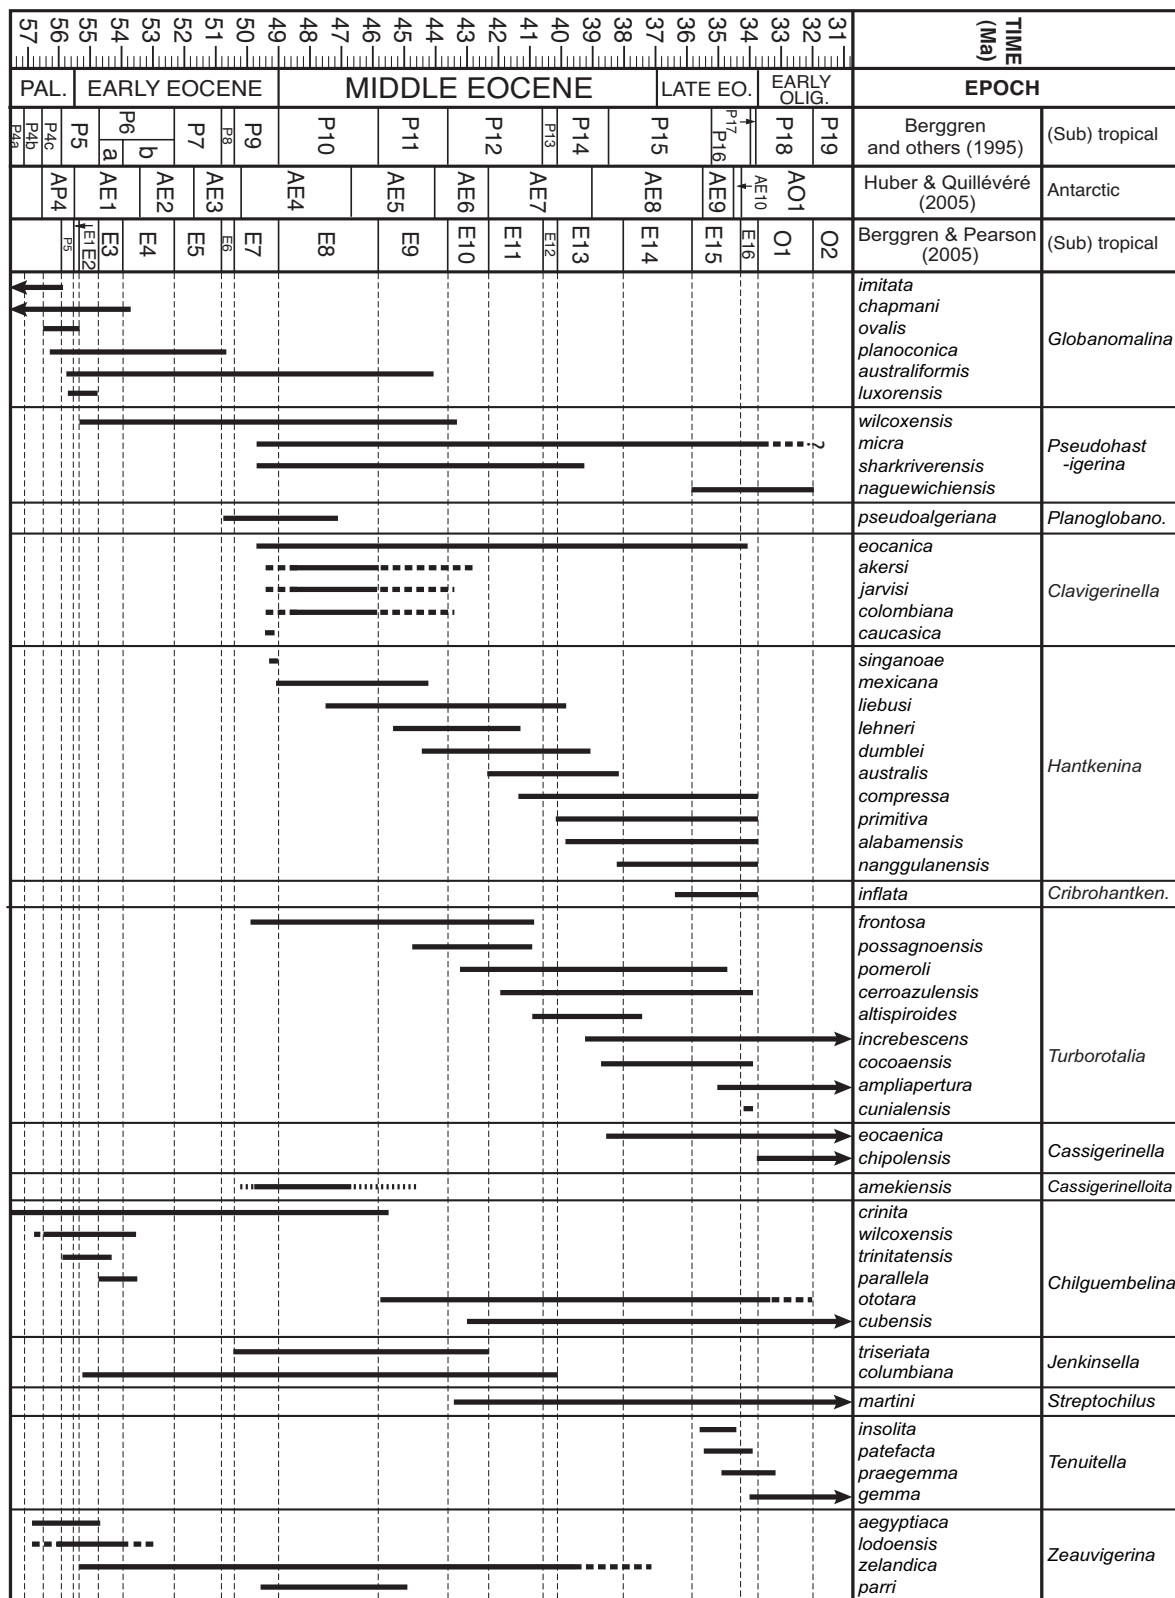 57 56 55 54 53 52 51 50 49 48 47 46 45 44 43 42 41 40 39 38 37 36 35 34 33 32 31
TIME
(Ma)
PAL.
EARLY EOCENE
MIDDLE EOCENE
LATE EO.
EARLY
OLIG.
EPOCH
P4a P4b P4c P5 P6 a b P7 P8 P9 P10 P11 P12 P13 P14 P15 P16 P17 P18 P19
Berggren
and others (1995)
(Sub) tropical
AP4 AE1 AE2 AE3 AE4 AE5 AE6 AE7 AE8 AE9 AE10 AO1
Huber & Quillévéré
(2005)
Antarctic
P5 E1 E2 E3 E4 E5 E6 E7 E8 E9 E10 E11 E12 E13 E14 E15 E16 O1 O2
Berggren & Pearson
(2005)
(Sub) tropical
imitata
chapmani
ovalis
planoconica
australiformis
luxorensis
Globanomalina
wilcoxensis
?
micra
sharkriverensis
naguewichiensis
Pseudohast
-igerina
pseudoalgeriana
Planoglobano.
eocanica
akersi
jarvisi
colombiana
caucasica
Clavigerinella
singanoae
mexicana
liebusi
lehneri
dumblei
australis
compressa
primitiva
alabamensis
nanggulanensis
Hantkenina
inflata
Cribrohantken.
frontosa
possagnoensis
pomeroli
cerroazulensis
altispiroides
increbescens
cocoaensis
ampliapertura
cunialensis
Turborotalia
eocaenica
chipolensis
Cassigerinella
amekiensis
Cassigerinelloita
crinita
wilcoxensis
trinitatensis
parallela
ototara
cubensis
Chilguembelina
triseriata
columbiana
Jenkinsella
martini
Streptochilus
insolita
patefacta
praegemma
gemma
Tenuitella
aegyptiaca
lodoensis
zelandica
parri
Zeauvigerina